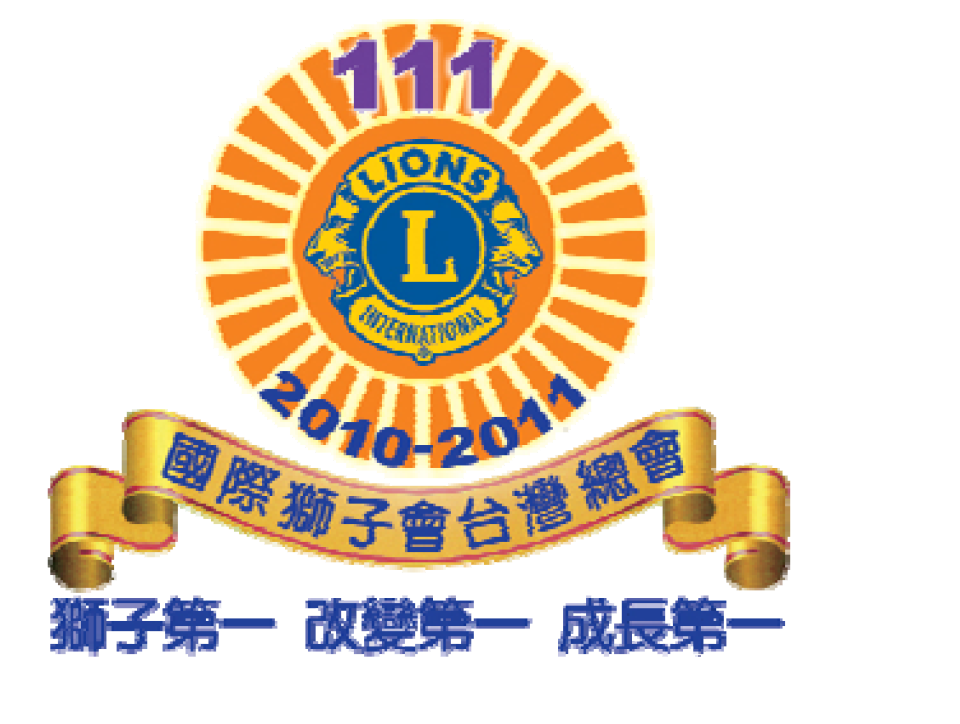 111
LIONS
L
INTERNATIONAL
2010-2011
國際獅子會台灣總會
獅子第一 改變第一 成長第一